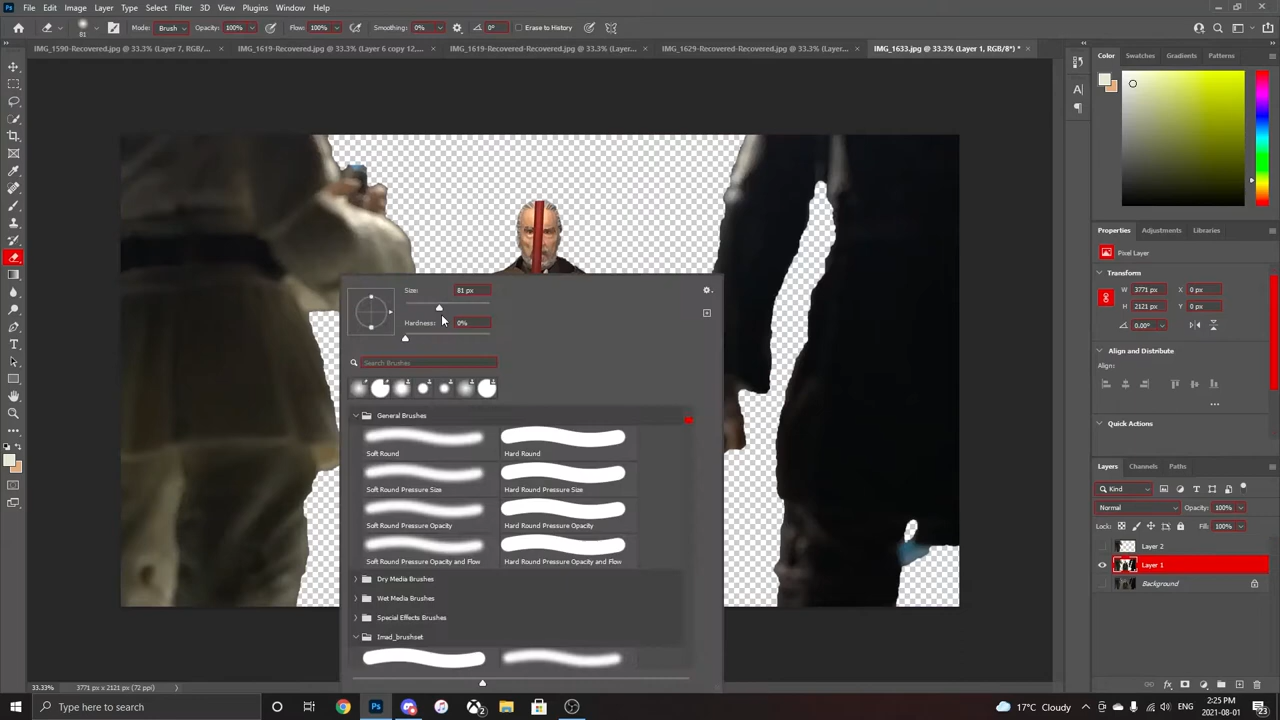 File Edit Image Layer Type Select Filter 3D View Plugins Window Help
81 Mode: Brush Opacity: 100% Flow: 100% Smoothing: 0% 0° Erase to History
IMG_1590-Recovered.jpg @ 33.3% (Layer 7, RGB/8*) × IMG_1619-Recovered.jpg @ 33.3% (Layer 6 copy 12,... × IMG_1619-Recovered-Recovered.jpg @ 33.3% (Layer... × IMG_1629-Recovered-Recovered.jpg @ 33.3% (Layer... × IMG_1633.jpg @ 33.3% (Layer 1, RGB/8*) * ×
Color Swatches Gradients Patterns
Properties Adjustments Libraries
Pixel Layer
Transform
W 3771 px X 0 px
H 2121 px Y 0 px
0.00°
Align and Distribute
Align:
...
Quick Actions
Layers Channels Paths
Kind
Normal Opacity: 100%
Lock: Fill: 100%
Layer 2
Layer 1
Background
Size: 81 px
Hardness: 0%
Search Brushes
General Brushes
Soft Round Hard Round
Soft Round Pressure Size Hard Round Pressure Size
Soft Round Pressure Opacity Hard Round Pressure Opacity
Soft Round Pressure Opacity and Flow Hard Round Pressure Opacity and Flow
Dry Media Brushes
Wet Media Brushes
Special Effects Brushes
Imad_brushset
33.33% 3771 px x 2121 px (72 ppi)
Type here to search
17°C Cloudy
2:25 PM
2021-08-01